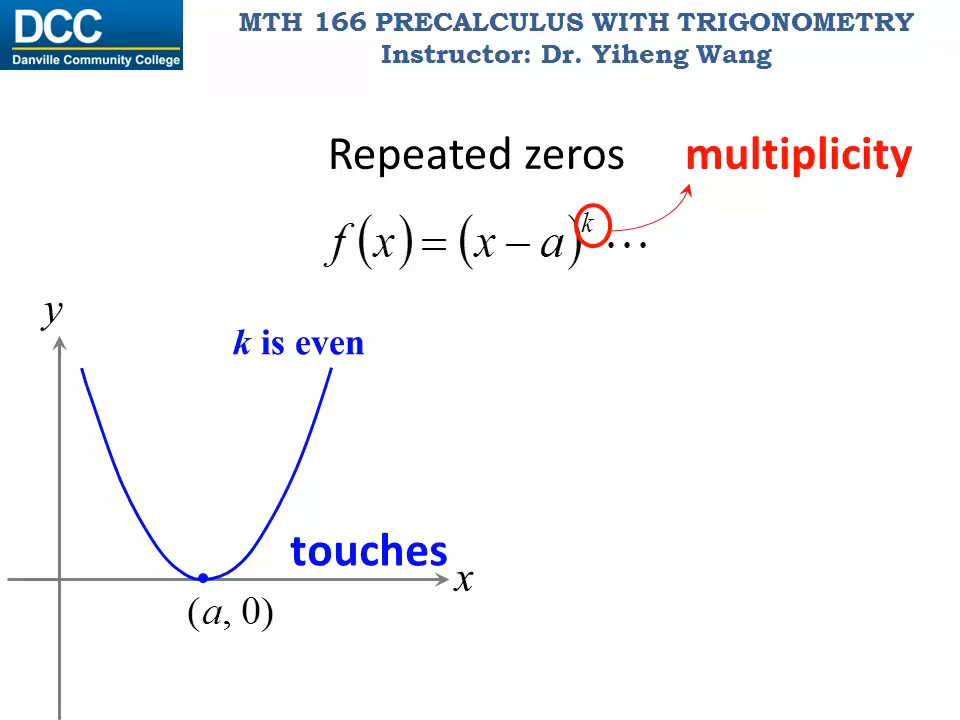 DCC
Danville Community College
MTH 166 PRECALCULUS WITH TRIGONOMETRY
Instructor: Dr. Yiheng Wang
Repeated zeros multiplicity
f(x) = (x − a)^k ⋯
y
k is even
touches
x
(a, 0)